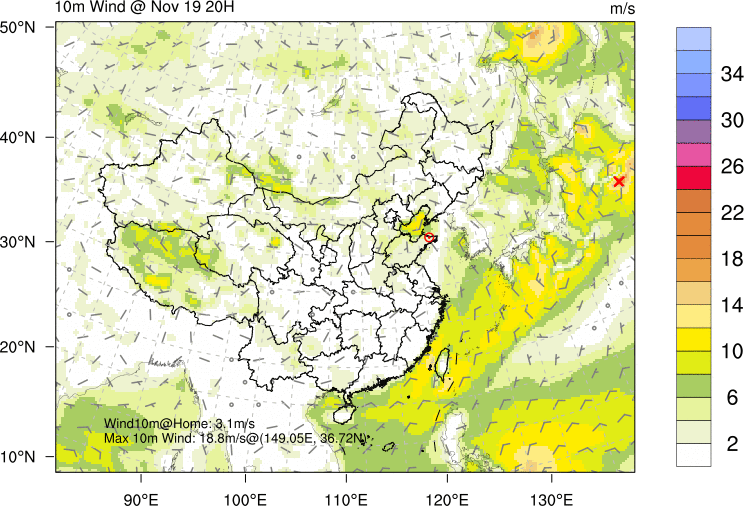 10m Wind @ Nov 19 20H
m/s
50°N
40°N
30°N
20°N
10°N
90°E
100°E
110°E
120°E
130°E
Wind10m@Home: 3.1m/s
Max 10m Wind: 18.8m/s@(149.05E, 36.72N)
34
30
26
22
18
14
10
6
2